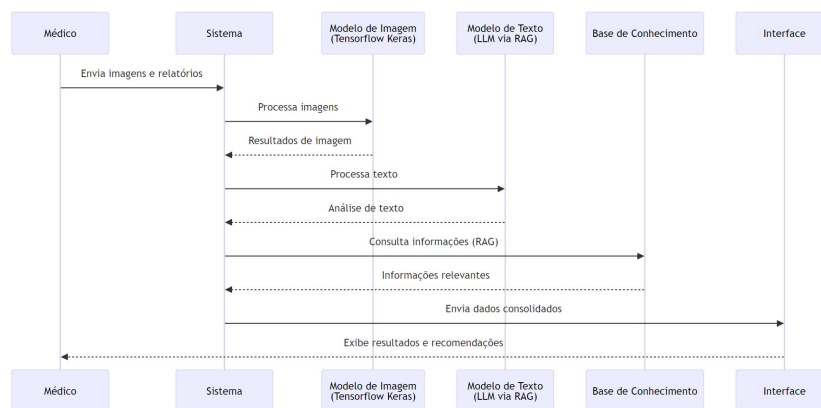 Médico
Sistema
Modelo de Imagem
(Tensorflow Keras)
Modelo de Texto
(LLM via RAG)
Base de Conhecimento
Interface
Envia imagens e relatórios
Processa imagens
Resultados de imagem
Processa texto
Análise de texto
Consulta informações (RAG)
Informações relevantes
Envia dados consolidados
Exibe resultados e recomendações
Médico
Sistema
Modelo de Imagem
(Tensorflow Keras)
Modelo de Texto
(LLM via RAG)
Base de Conhecimento
Interface